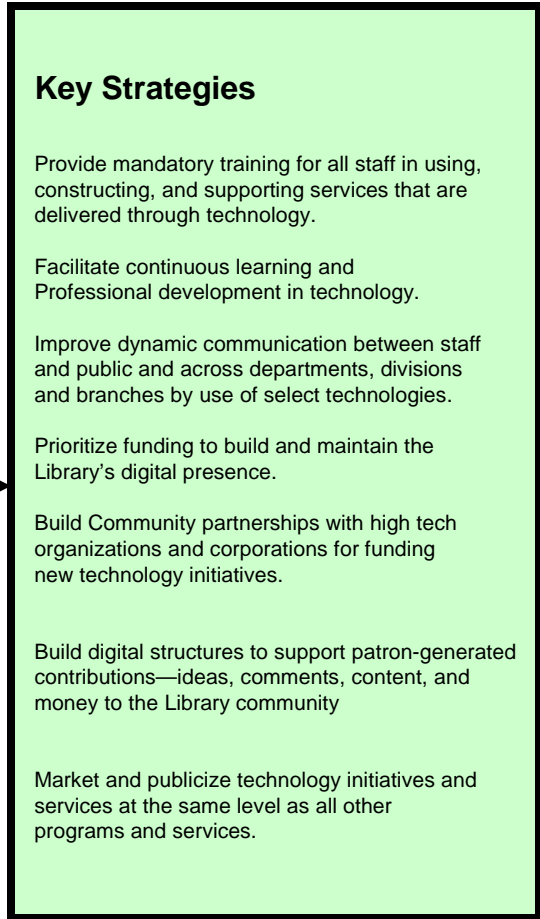 Key Strategies
Provide mandatory training for all staff in using,
constructing, and supporting services that are
delivered through technology.
Facilitate continuous learning and
Professional development in technology.
Improve dynamic communication between staff
and public and across departments, divisions
and branches by use of select technologies.
Prioritize funding to build and maintain the
Library's digital presence.
Build Community partnerships with high tech
organizations and corporations for funding
new technology initiatives.
Build digital structures to support patron-generated
contributions—ideas, comments, content, and
money to the Library community
Market and publicize technology initiatives and
services at the same level as all other
programs and services.